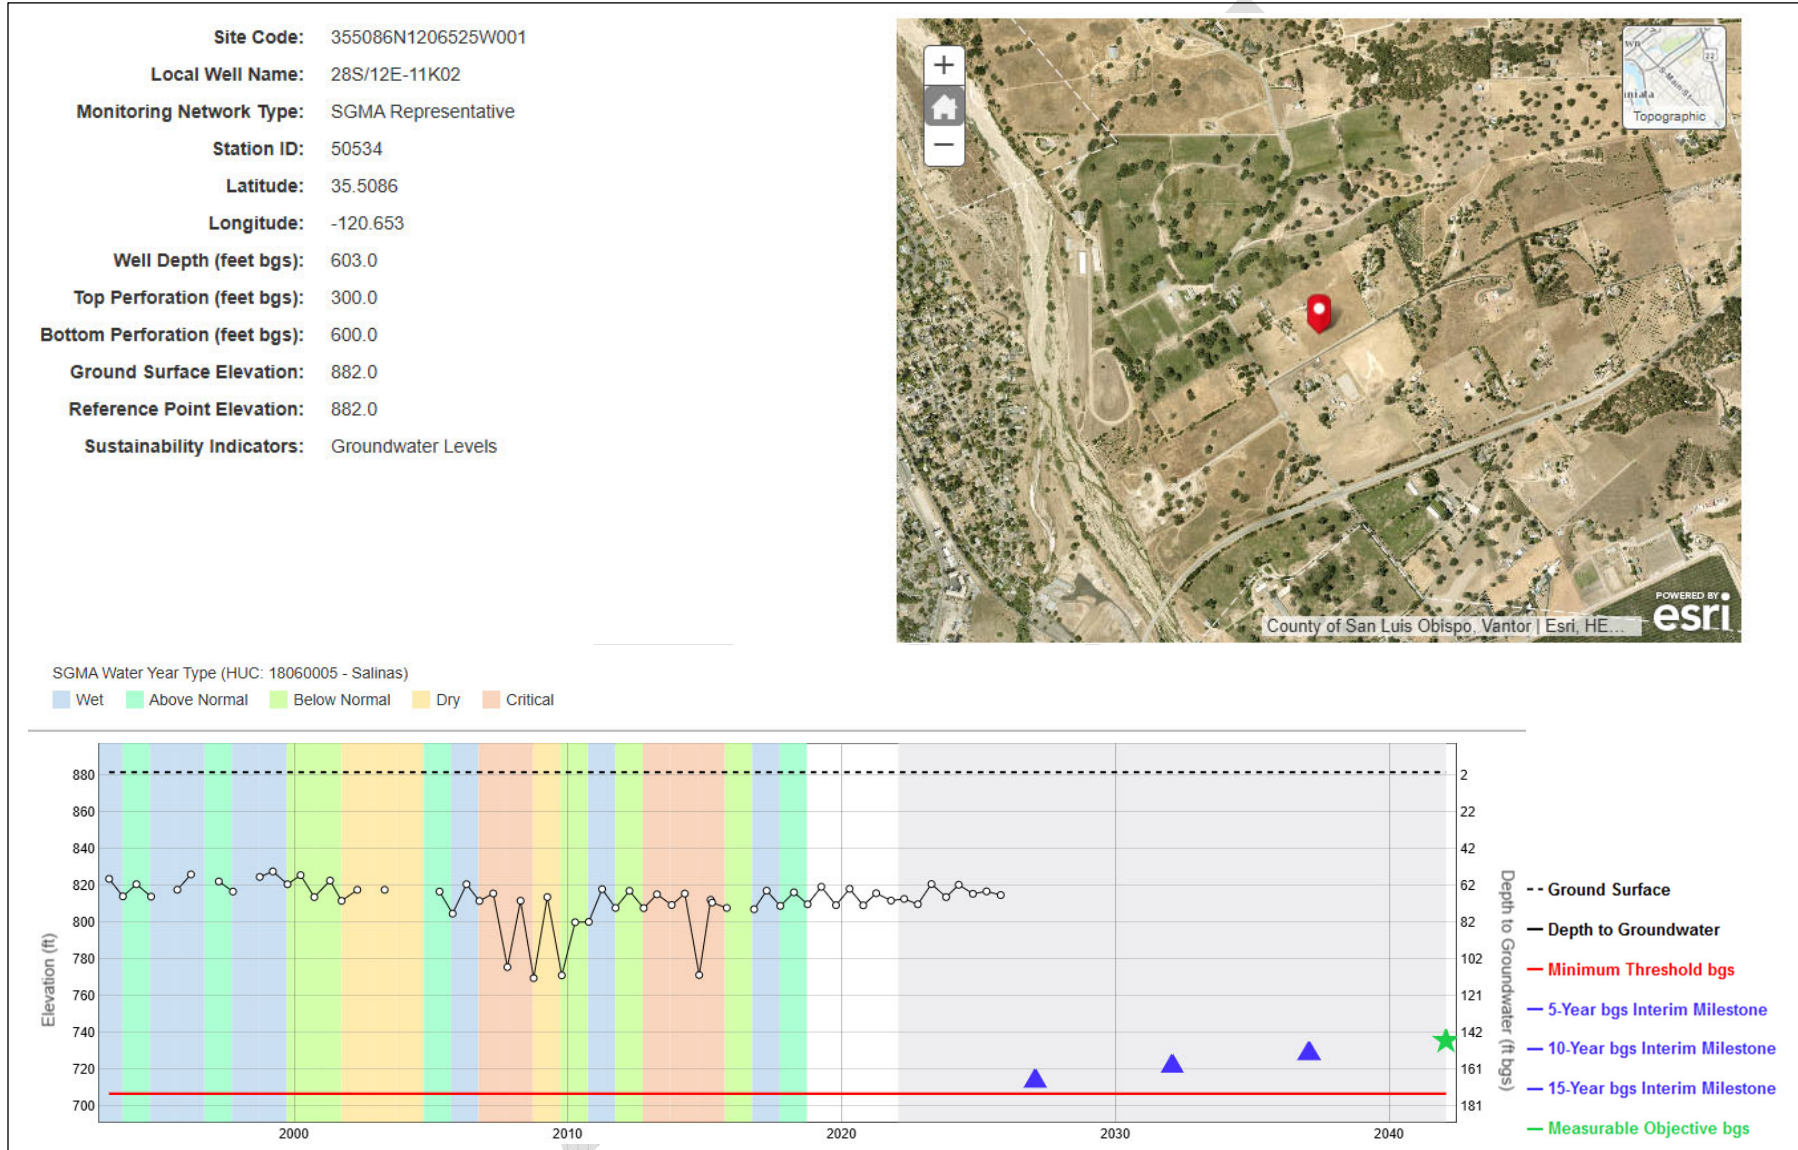 Site Code: 355086N1206525W001
Local Well Name: 28S/12E-11K02
Monitoring Network Type: SGMA Representative
Station ID: 50534
Latitude: 35.5086
Longitude: -120.653
Well Depth (feet bgs): 603.0
Top Perforation (feet bgs): 300.0
Bottom Perforation (feet bgs): 600.0
Ground Surface Elevation: 882.0
Reference Point Elevation: 882.0
Sustainability Indicators: Groundwater Levels
+
−
wn
22
S-Main-St
miata
Topographic
POWERED BY
esri
County of San Luis Obispo, Vantor | Esri, HE...
SGMA Water Year Type (HUC: 18060005 - Salinas)
Wet Above Normal Below Normal Dry Critical
Elevation (ft)
880
860
840
820
800
780
760
740
720
700
2000 2010 2020 2030 2040
2
22
42
62
82
102
121
142
161
181
Depth to Groundwater (ft bgs)
Ground Surface
Depth to Groundwater
Minimum Threshold bgs
5-Year bgs Interim Milestone
10-Year bgs Interim Milestone
15-Year bgs Interim Milestone
Measurable Objective bgs